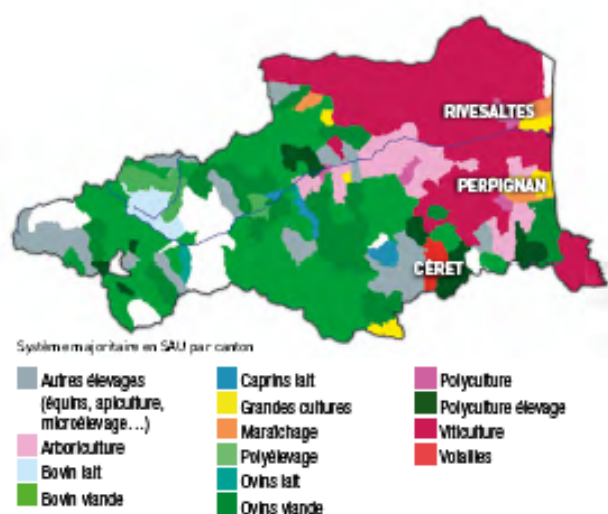 RIVESALTES
PERPIGNAN
CÉRET
Système majoritaire en SAU par canton
Autres élevages
(équins, apiculture,
microélevage...)
Arboriculture
Bovin lait
Bovin viande
Caprins lait
Grandes cultures
Maraîchage
Polyélevage
Ovins lait
Ovins viande
Polyculture
Polyculture élevage
Viticulture
Volailles